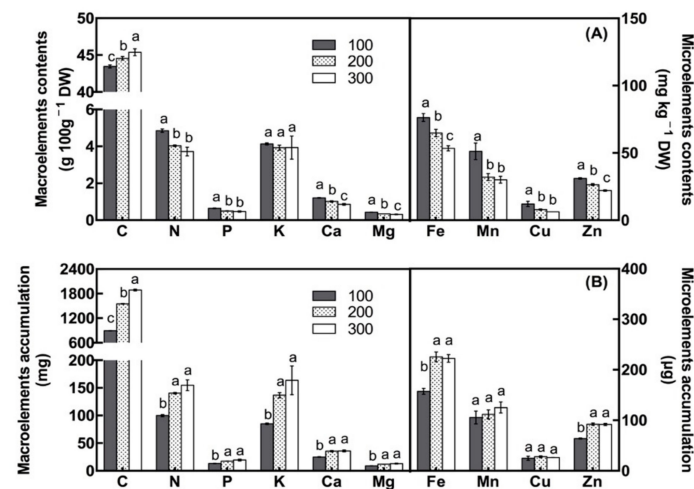 Macroelements contents
(g 100g⁻¹ DW)
50
45
40
6
4
2
0
c b a
a b b
a b b
a a a
a b c
a b c
100
200
300
(A)
a b c
a b b
a b b
a b c
150
100
50
0
Microelements contents
(mg kg⁻¹ DW)
C N P K Ca Mg Fe Mn Cu Zn
Macroelements accumulation
(mg)
2400
1800
1200
600
200
150
100
50
0
c b a
b a a
b a a
b a a
b a a
b a a
100
200
300
(B)
b a a
a a a
a a a
b a a
400
300
200
100
0
Microelements accumulation
(µg)
C N P K Ca Mg Fe Mn Cu Zn